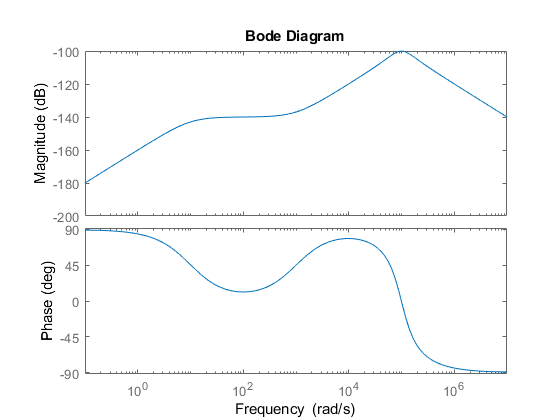 Bode Diagram
Magnitude (dB)
-100
-120
-140
-160
-180
-200
Phase (deg)
90
45
0
-45
-90
10^0 10^2 10^4 10^6
Frequency (rad/s)